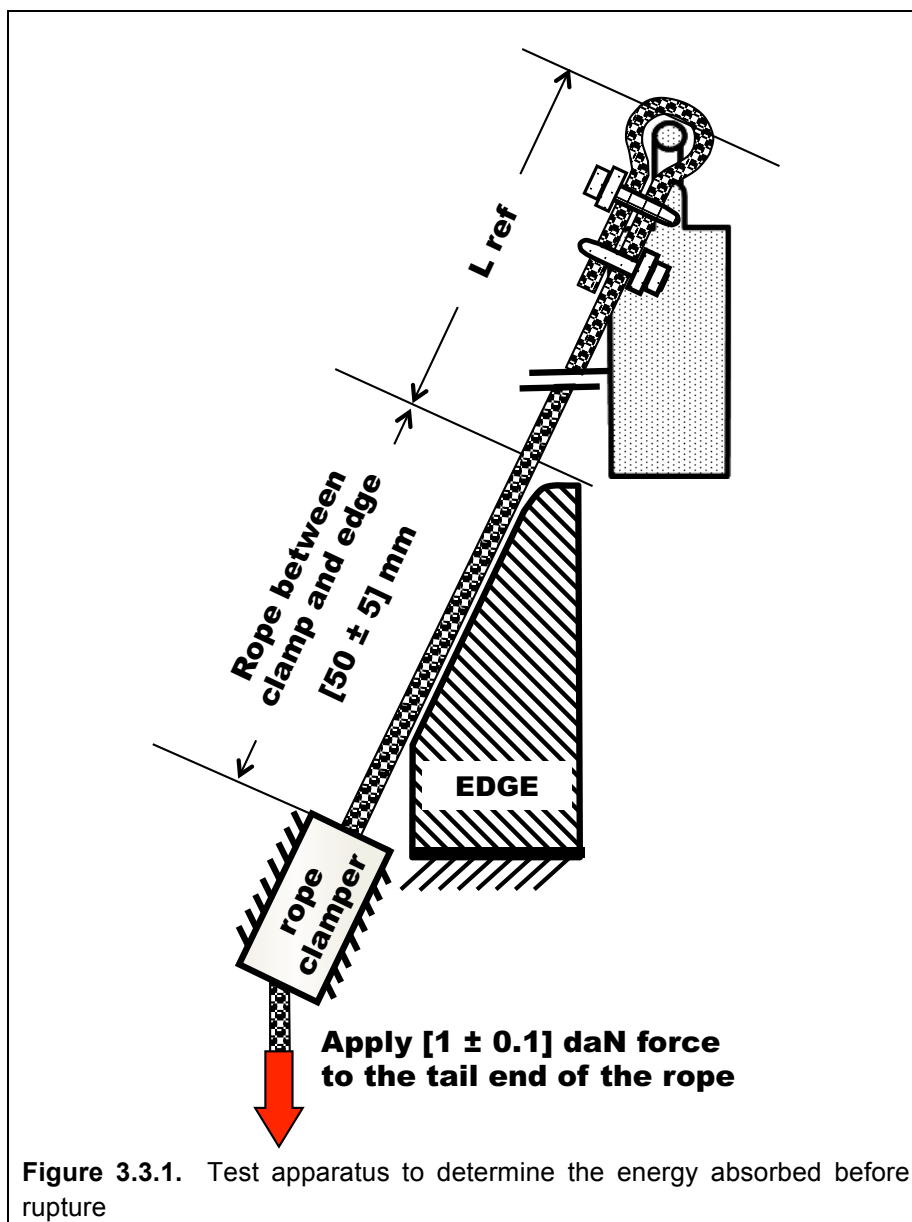 L ref
Rope between
clamp and edge
[50 ± 5] mm
EDGE
rope
clamper
Apply [1 ± 0.1] daN force
to the tail end of the rope
Figure 3.3.1. Test apparatus to determine the energy absorbed before
rupture